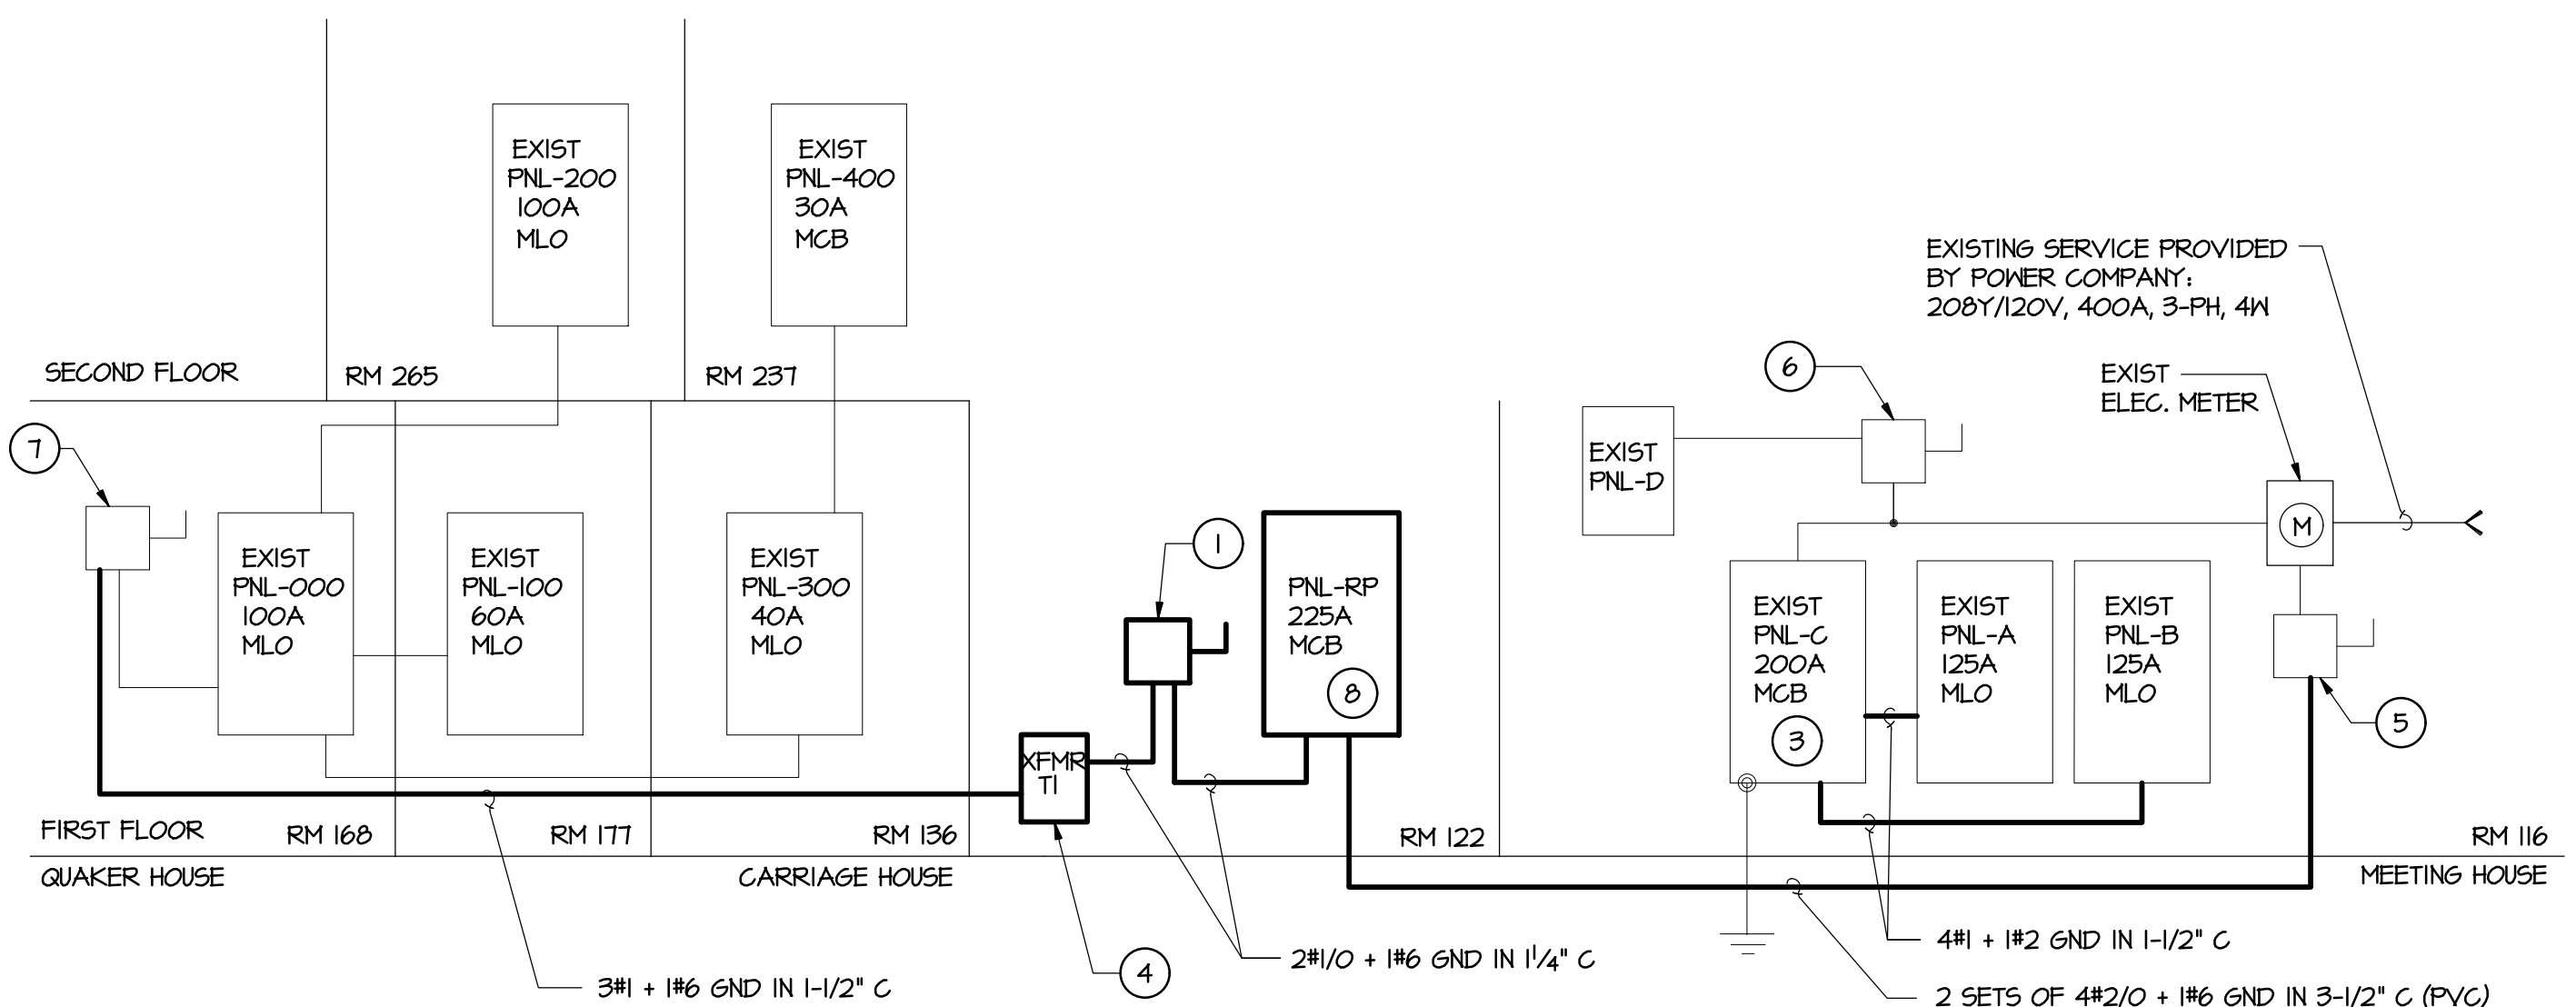 EXIST
PNL-200
100A
MLO
EXIST
PNL-400
30A
MCB
EXISTING SERVICE PROVIDED
BY POWER COMPANY:
208Y/120V, 400A, 3-PH, 4W
SECOND FLOOR
RM 265
RM 237
6
EXIST
ELEC. METER
7
EXIST
PNL-D
M
EXIST
PNL-000
100A
MLO
EXIST
PNL-100
60A
MLO
EXIST
PNL-300
40A
MLO
1
PNL-RP
225A
MCB
8
EXIST
PNL-C
200A
MCB
3
EXIST
PNL-A
125A
MLO
EXIST
PNL-B
125A
MLO
5
XFMR
T1
FIRST FLOOR
RM 168
RM 177
RM 136
RM 122
RM 116
QUAKER HOUSE
CARRIAGE HOUSE
MEETING HOUSE
4
3#1 + 1#6 GND IN 1-1/2" C
2#1/0 + 1#6 GND IN 1 1/4" C
4#1 + 1#2 GND IN 1-1/2" C
2 SETS OF 4#2/0 + 1#6 GND IN 3-1/2" C (PVC)